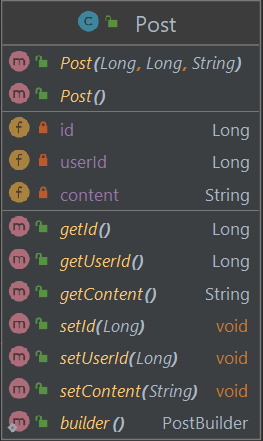 Post
Post(Long, Long, String)
Post()
id Long
userId Long
content String
getId() Long
getUserId() Long
getContent() String
setId(Long) void
setUserId(Long) void
setContent(String) void
builder() PostBuilder